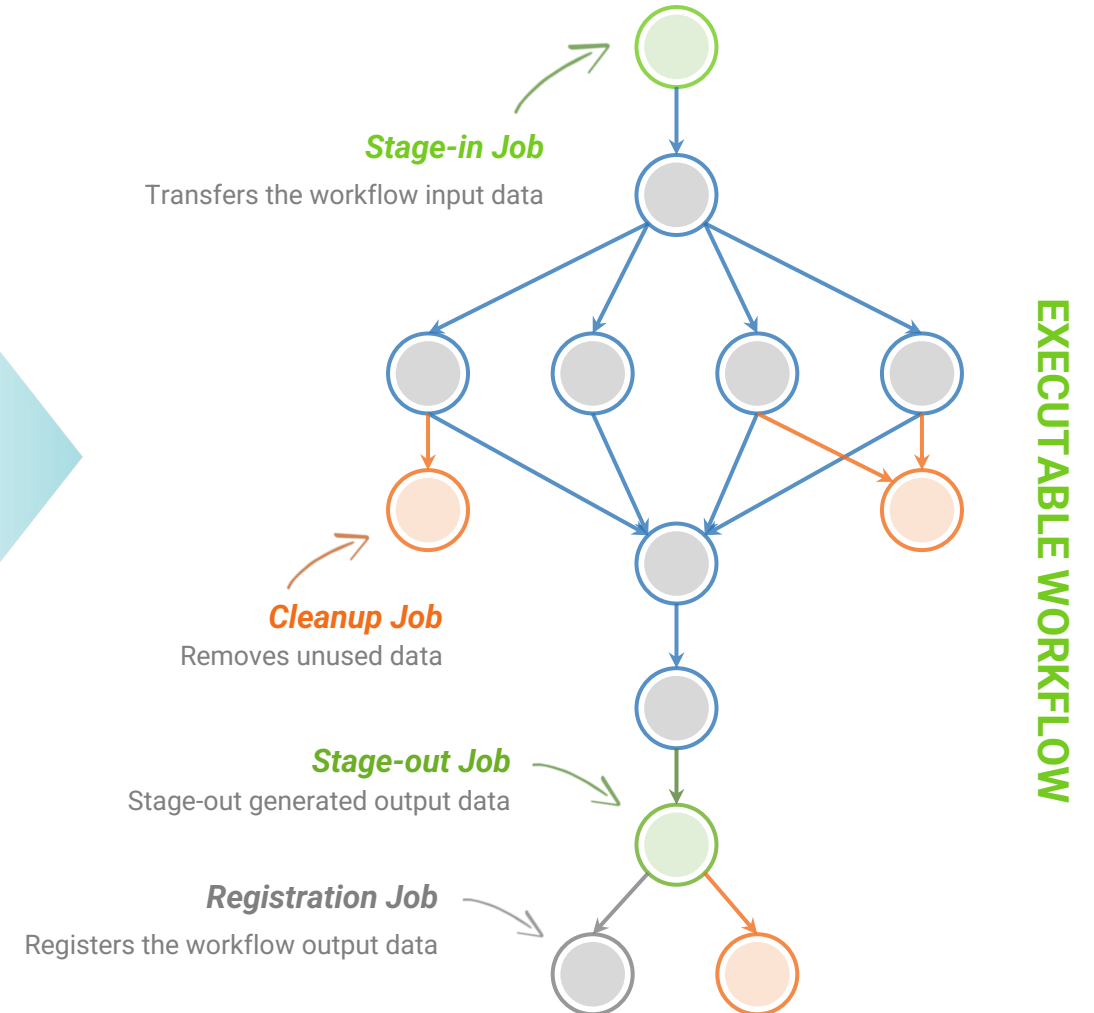 Stage-in Job
Transfers the workflow input data
EXECUTABLE WORKFLOW
Cleanup Job
Removes unused data
Stage-out Job
Stage-out generated output data
Registration Job
Registers the workflow output data